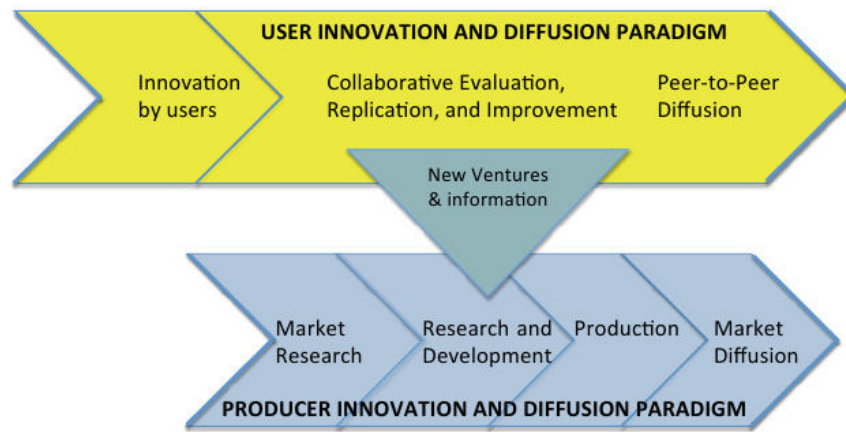 USER INNOVATION AND DIFFUSION PARADIGM
Innovation
by users
Collaborative Evaluation,
Replication, and Improvement
Peer-to-Peer
Diffusion
New Ventures
& information
Market
Research
Research and
Development
Production
Market
Diffusion
PRODUCER INNOVATION AND DIFFUSION PARADIGM